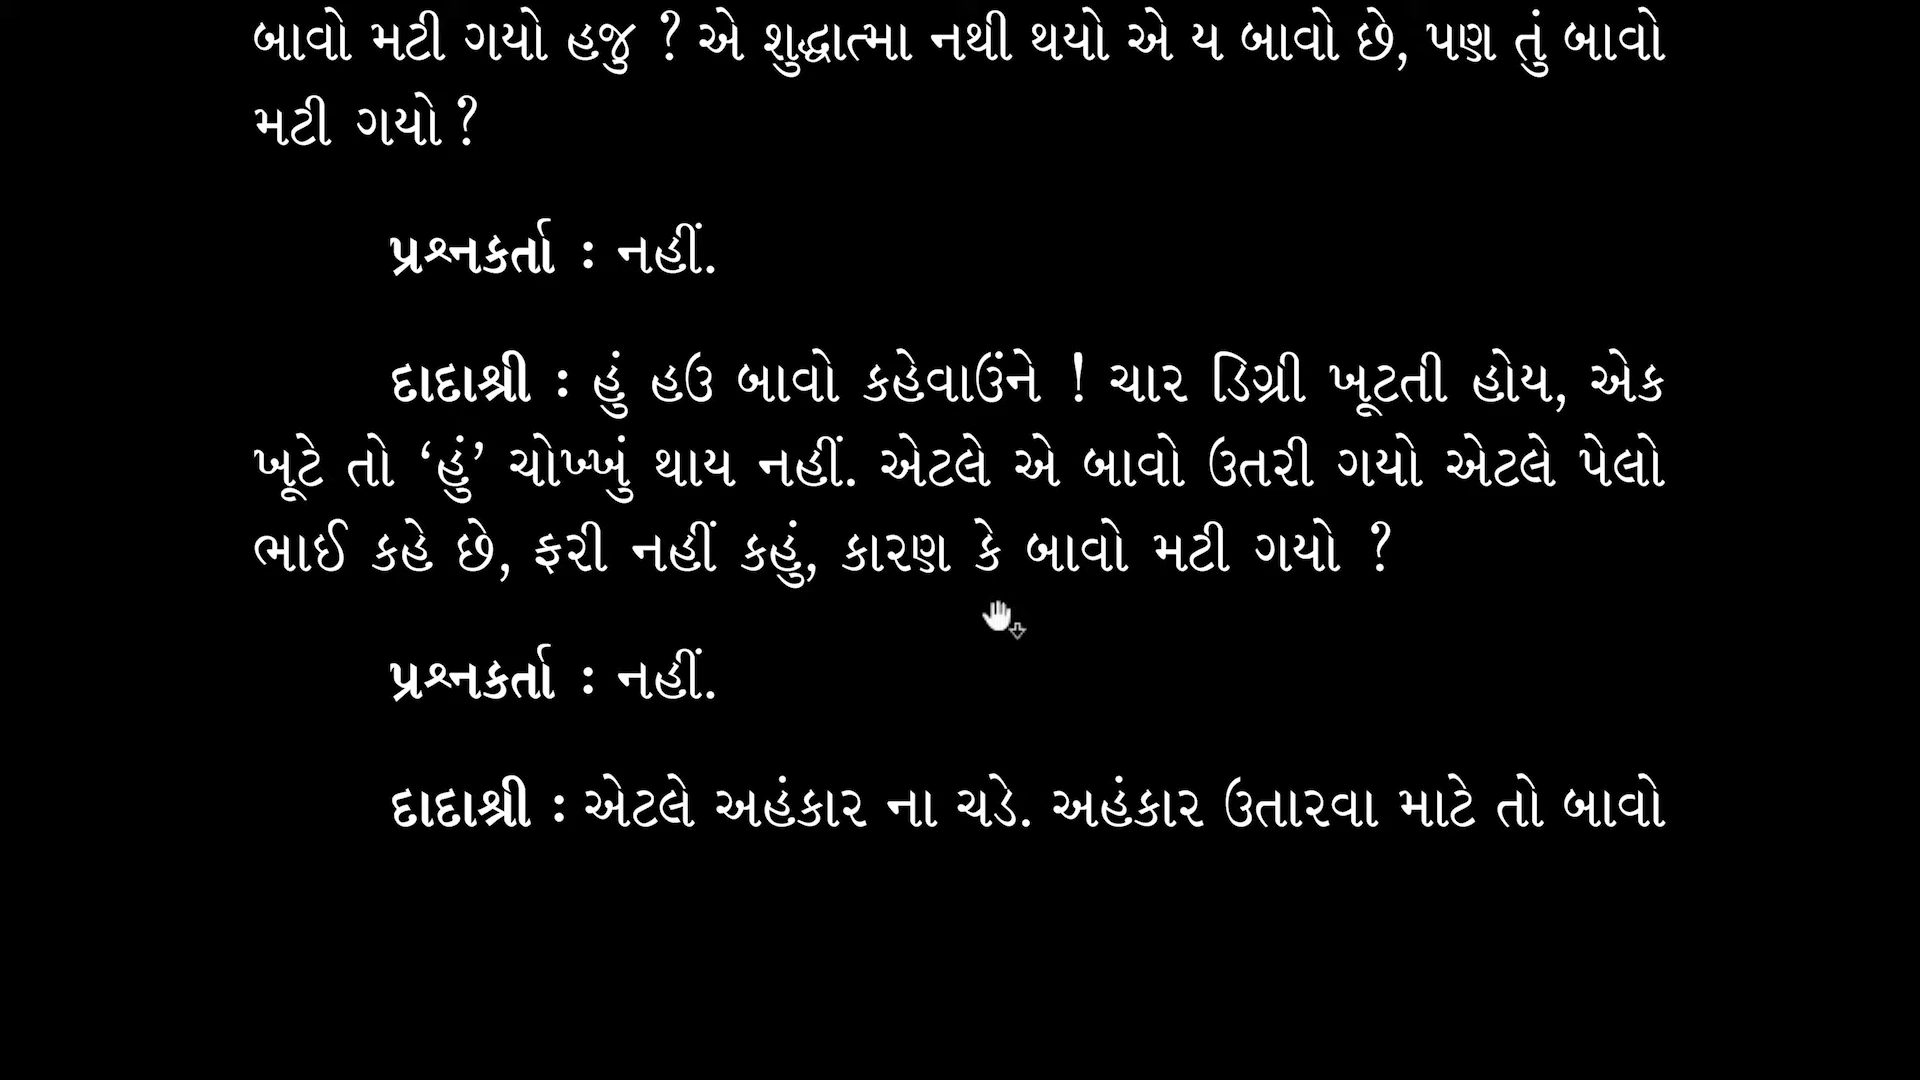 બાવો મટી ગયો હજુ ? એ શુદ્ધાત્મા નથી થયો એ ય બાવો છે, પણ તું બાવો
મટી ગયો ?
પ્રશ્નકર્તા : નહીં.
દાદાશ્રી : હું હઉ બાવો કહેવાઉંને ! ચાર ડિગ્રી ખૂટતી હોય, એક
ખૂટે તો ‘હું’ ચોખ્ખું થાય નહીં. એટલે એ બાવો ઉતરી ગયો એટલે પેલો
ભાઈ કહે છે, ફરી નહીં કહું, કારણ કે બાવો મટી ગયો ?
પ્રશ્નકર્તા : નહીં.
દાદાશ્રી : એટલે અહંકાર ના ચડે. અહંકાર ઉતારવા માટે તો બાવો